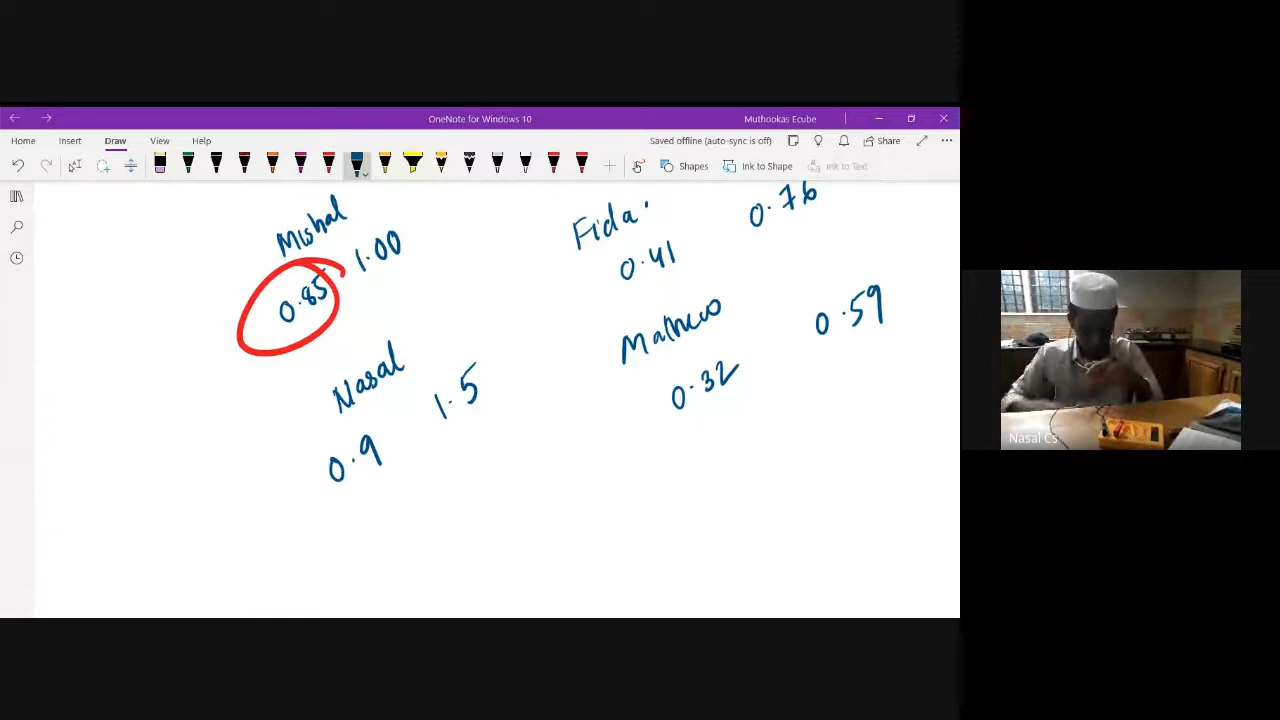 OneNote for Windows 10
Muthookas Ecube
Home
Insert
Draw
View
Help
Saved offline (auto-sync is off)
Share
Shapes
Ink to Shape
Ink to Text
Mishal
1.00
0.85
Fida
0.76
0.41
Nasal
1.5
0.9
Mathew
0.59
0.32
Nasal Cs